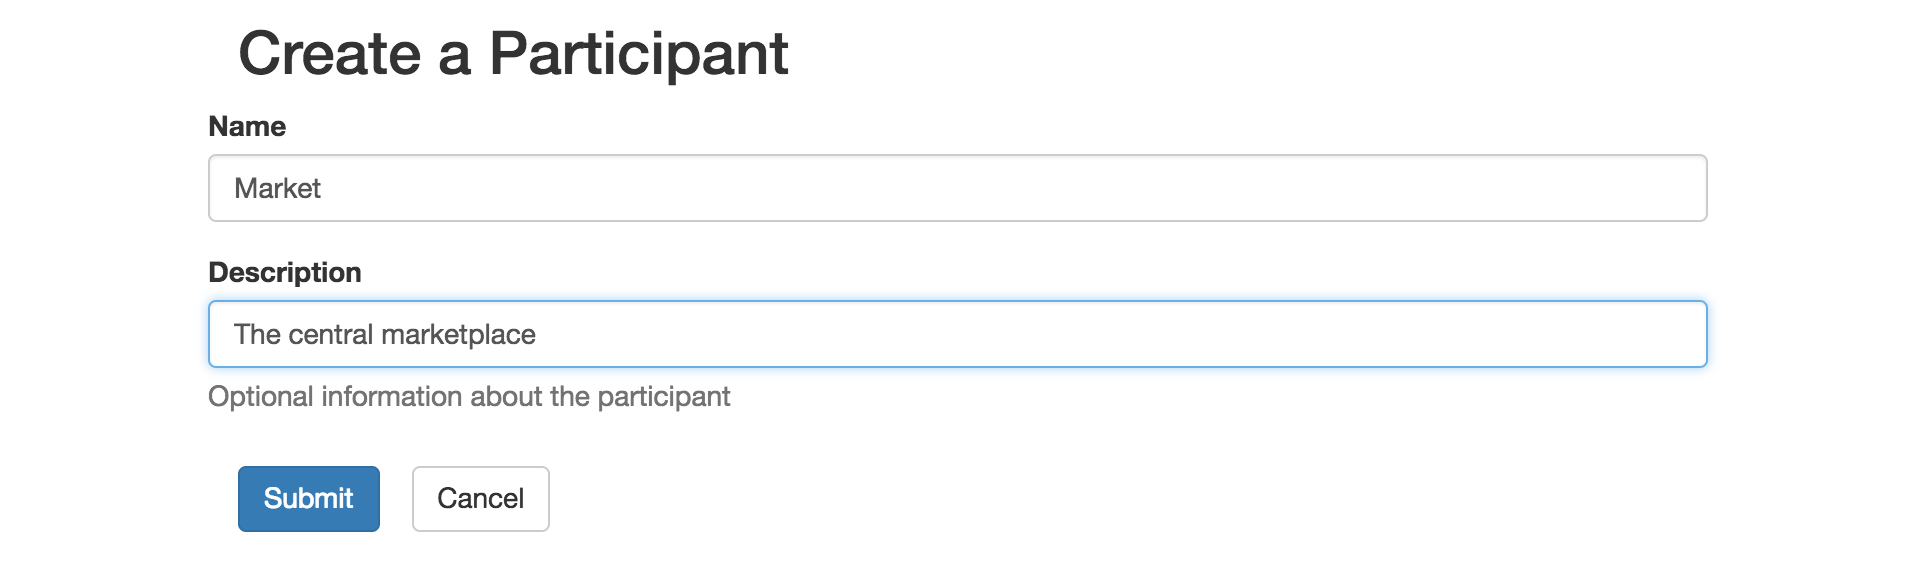 Create a Participant
Name
Market
Description
The central marketplace
Optional information about the participant
Submit Cancel